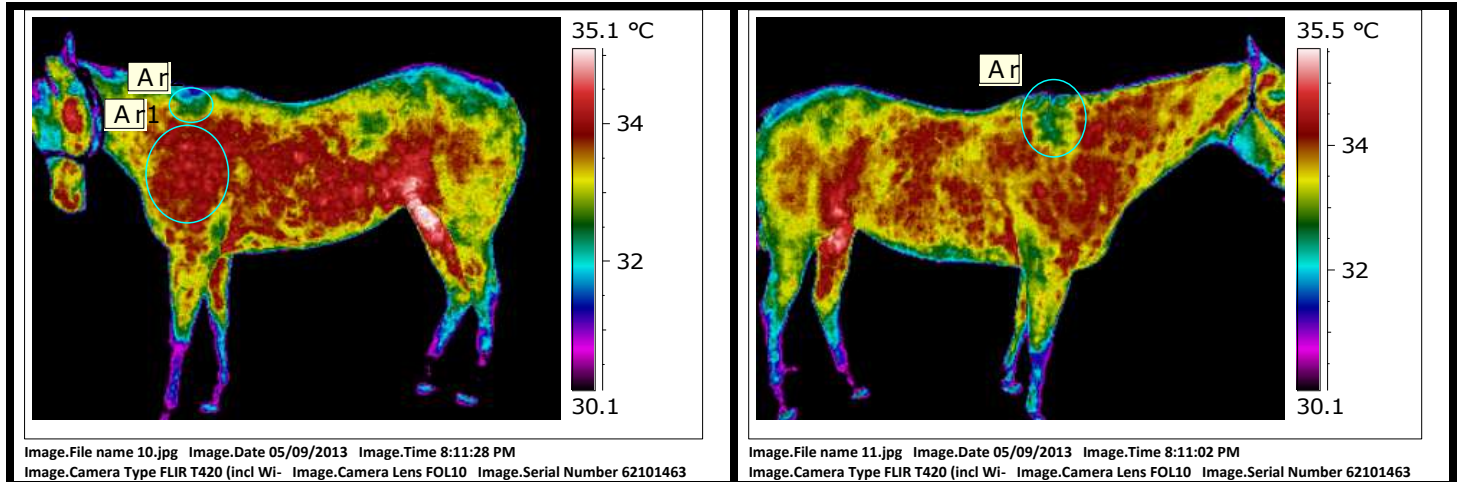 35.1 °C
Ar
Ar1
34
32
30.1
Image.File name 10.jpg Image.Date 05/09/2013 Image.Time 8:11:28 PM
Image.Camera Type FLIR T420 (incl Wi- Image.Camera Lens FOL10 Image.Serial Number 62101463
35.5 °C
Ar
34
32
30.1
Image.File name 11.jpg Image.Date 05/09/2013 Image.Time 8:11:02 PM
Image.Camera Type FLIR T420 (incl Wi- Image.Camera Lens FOL10 Image.Serial Number 62101463